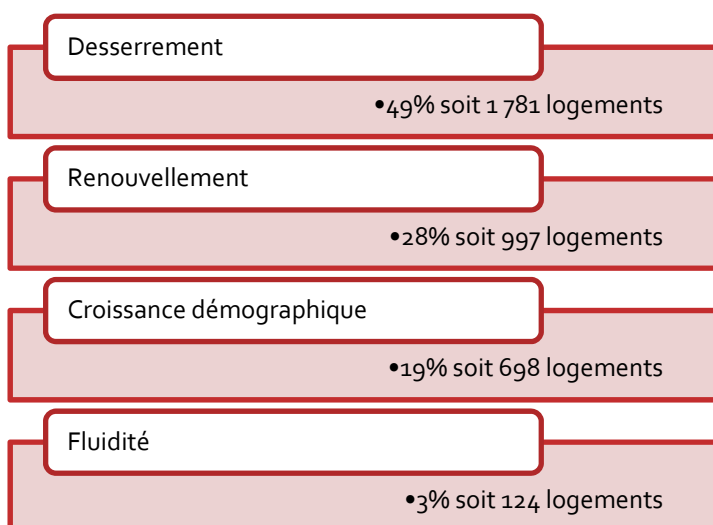 Desserrement
•49% soit 1 781 logements
Renouvellement
•28% soit 997 logements
Croissance démographique
•19% soit 698 logements
Fluidité
•3% soit 124 logements